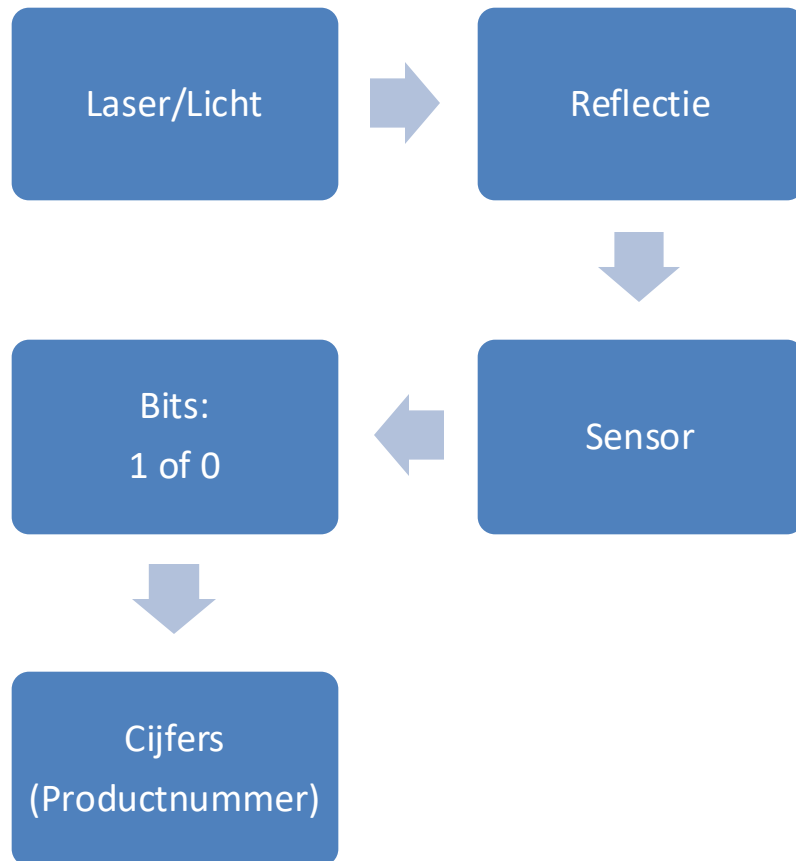 Laser/Licht
Reflectie
Sensor
Bits:
1 of 0
Cijfers
(Productnummer)